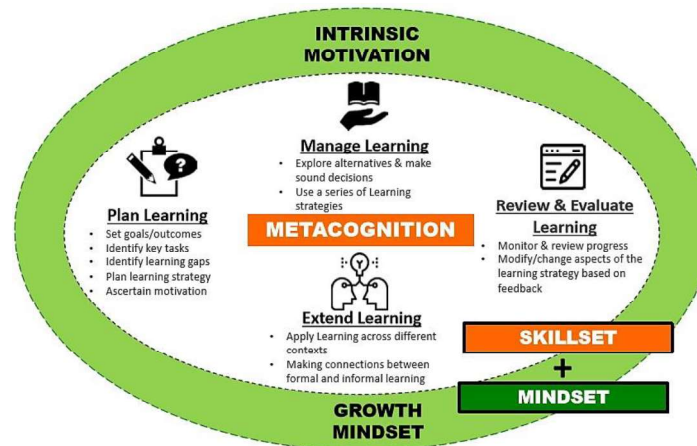 INTRINSIC
MOTIVATION
Manage Learning
• Explore alternatives & make
sound decisions
• Use a series of Learning
strategies
Plan Learning
• Set goals/outcomes
• Identify key tasks
• Identify learning gaps
• Plan learning strategy
• Ascertain motivation
METACOGNITION
Review & Evaluate
Learning
• Monitor & review progress
• Modify/change aspects of the
learning strategy based on
feedback
?
Extend Learning
• Apply Learning across different
contexts
• Making connections between
formal and informal learning
SKILLSET
+
MINDSET
GROWTH
MINDSET